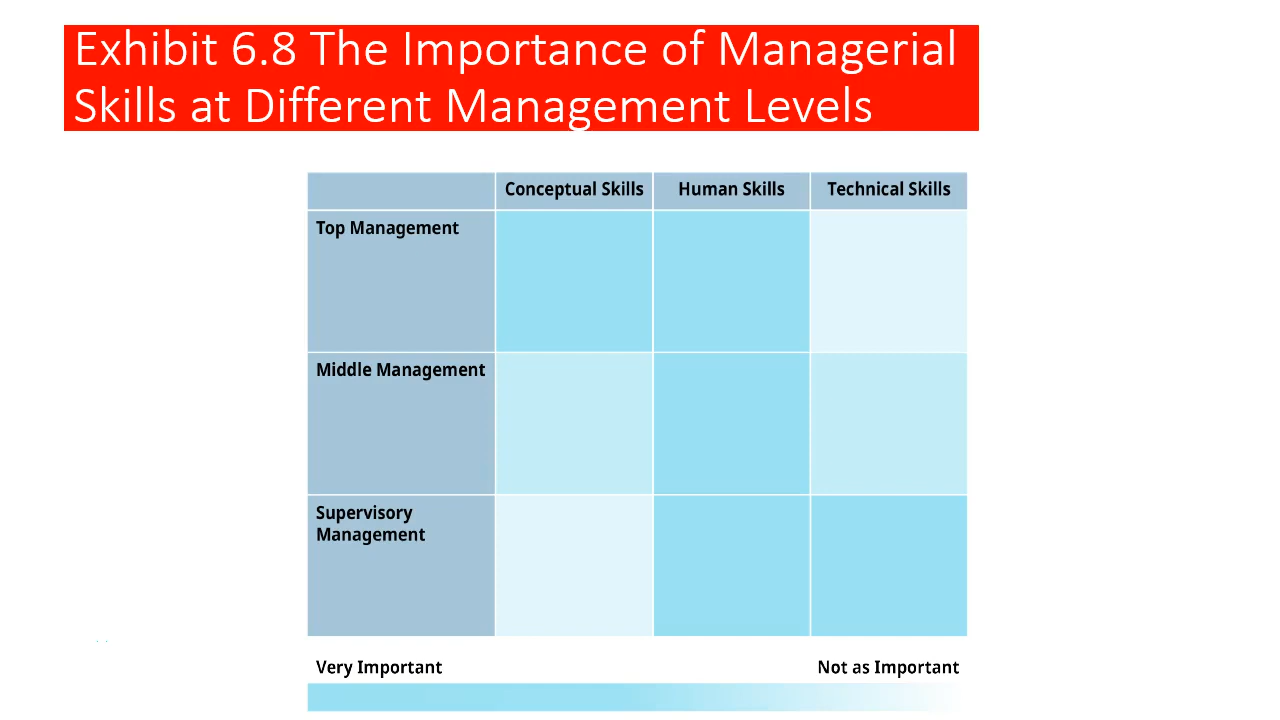 Exhibit 6.8 The Importance of Managerial
Skills at Different Management Levels
Conceptual Skills Human Skills Technical Skills
Top Management
Middle Management
Supervisory
Management
Very Important Not as Important